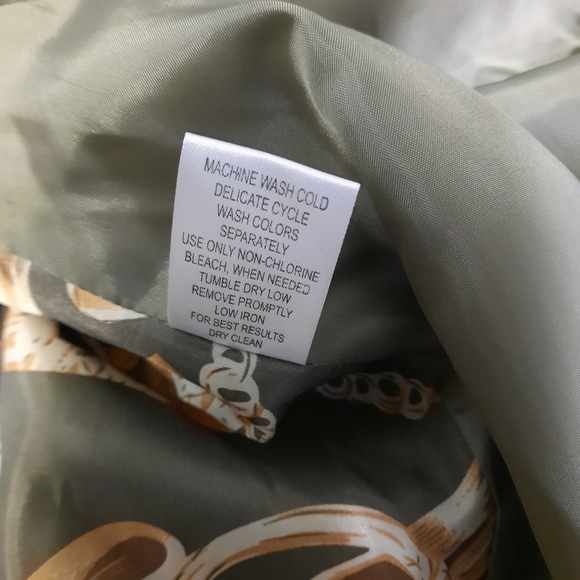 MACHINE WASH COLD
DELICATE CYCLE
WASH COLORS
SEPARATELY
USE ONLY NON-CHLORINE
BLEACH, WHEN NEEDED
TUMBLE DRY LOW
REMOVE PROMPTLY
LOW IRON
FOR BEST RESULTS
DRY CLEAN